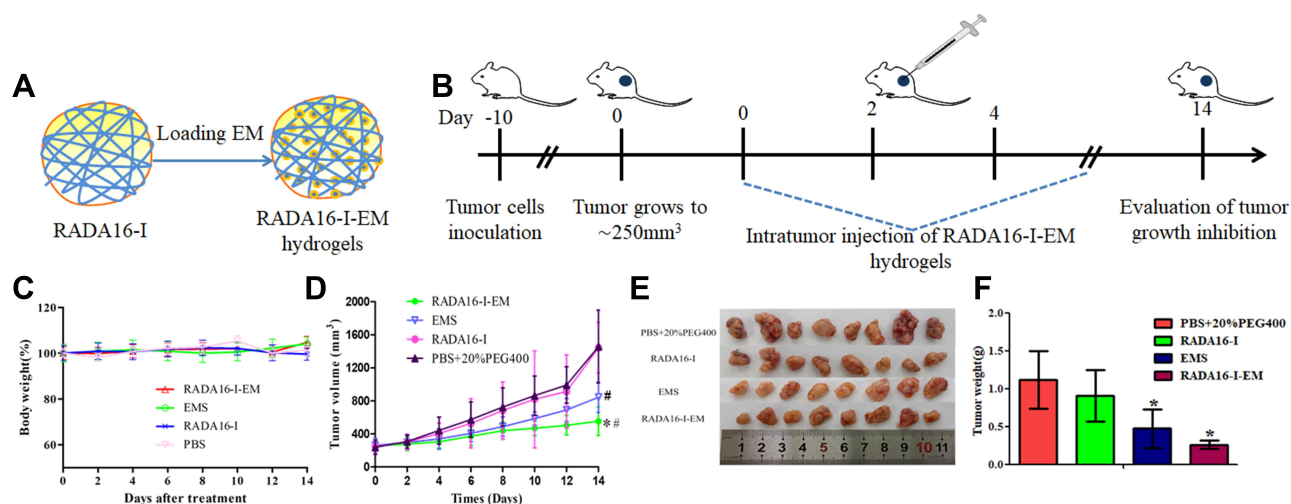 A
Loading EM
RADA16-I
RADA16-I-EM
hydrogels
B
Day
-10
0
0
2
4
14
Tumor cells
inoculation
Tumor grows to
~250mm³
Intratumor injection of RADA16-I-EM
hydrogels
Evaluation of tumor
growth inhibition
C
Body weight(%)
120
100
80
60
RADA16-I-EM
EMS
RADA16-I
PBS
0 2 4 6 8 10 12 14
Days after treatment
D
Tumor volume (mm³)
2000
1600
1200
800
400
0
RADA16-I-EM
EMS
RADA16-I
PBS+20%PEG400
#
*#
0 2 4 6 8 10 12 14
Times (Days)
E
PBS+20%PEG400
RADA16-I
EMS
RADA16-I-EM
1 2 3 4 5 6 7 8 9 10 11
F
Tumor weight(g)
2.0
1.5
1.0
0.5
0.0
PBS+20%PEG400
RADA16-I
EMS
RADA16-I-EM
*
*